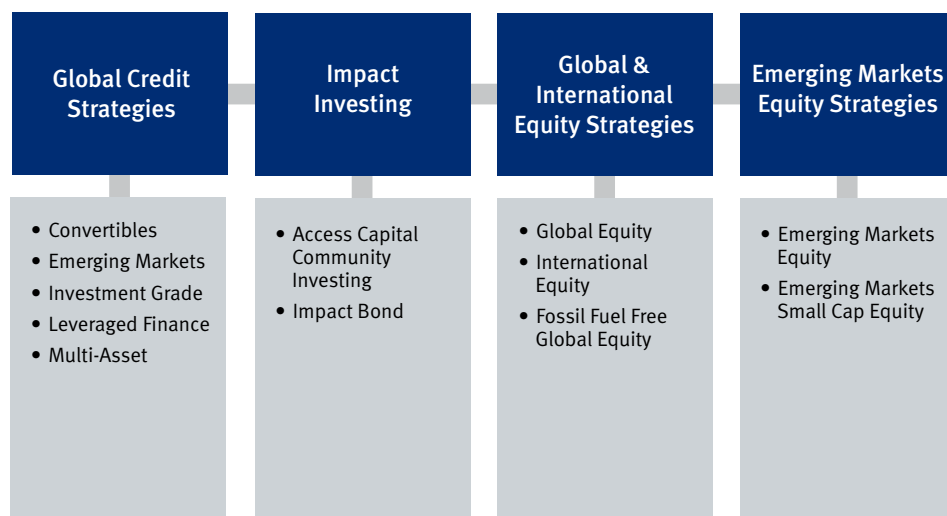 Global Credit
Strategies
• Convertibles
• Emerging Markets
• Investment Grade
• Leveraged Finance
• Multi-Asset
Impact
Investing
• Access Capital
Community
Investing
• Impact Bond
Global &
International
Equity Strategies
• Global Equity
• International
Equity
• Fossil Fuel Free
Global Equity
Emerging Markets
Equity Strategies
• Emerging Markets
Equity
• Emerging Markets
Small Cap Equity